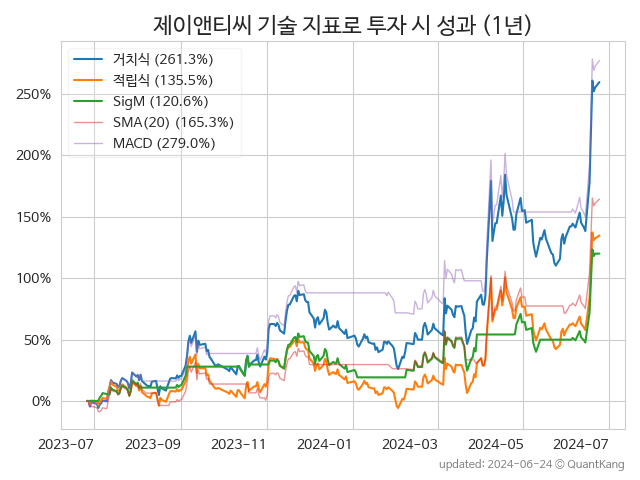 제이앤티씨 기술 지표로 투자 시 성과 (1년)
거치식 (261.3%)
적립식 (135.5%)
SigM (120.6%)
SMA(20) (165.3%)
MACD (279.0%)
250%
200%
150%
100%
50%
0%
2023-07 2023-09 2023-11 2024-01 2024-03 2024-05 2024-07
updated: 2024-06-24 © QuantKang